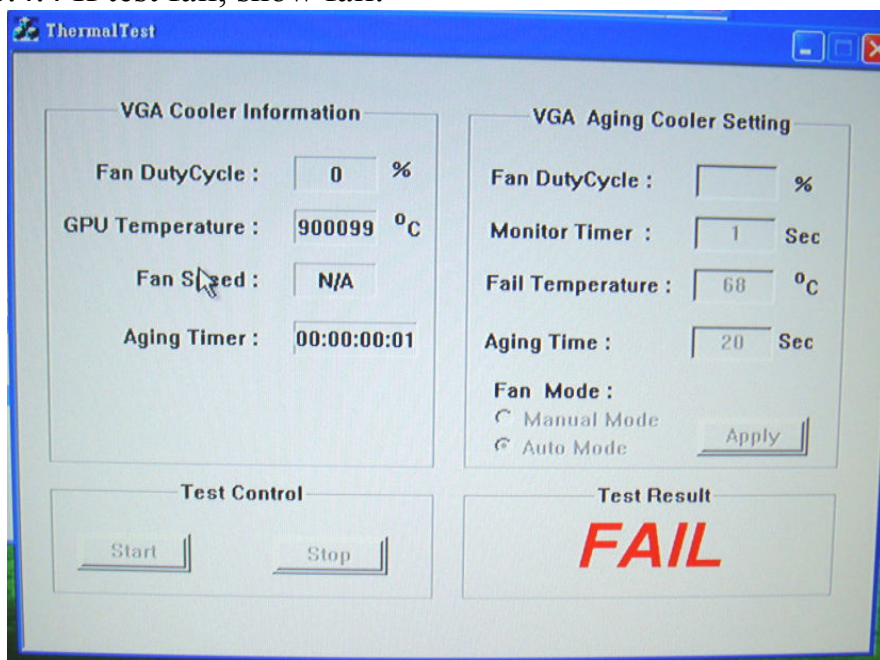 ThermalTest
VGA Cooler Information
Fan DutyCycle : 0 %
GPU Temperature : 900099 ⁰C
Fan Speed : N/A
Aging Timer : 00:00:00:01
VGA Aging Cooler Setting
Fan DutyCycle : %
Monitor Timer : 1 Sec
Fail Temperature : 68 ⁰C
Aging Time : 20 Sec
Fan Mode :
Manual Mode
Auto Mode
Apply
Test Control
Start Stop
Test Result
FAIL